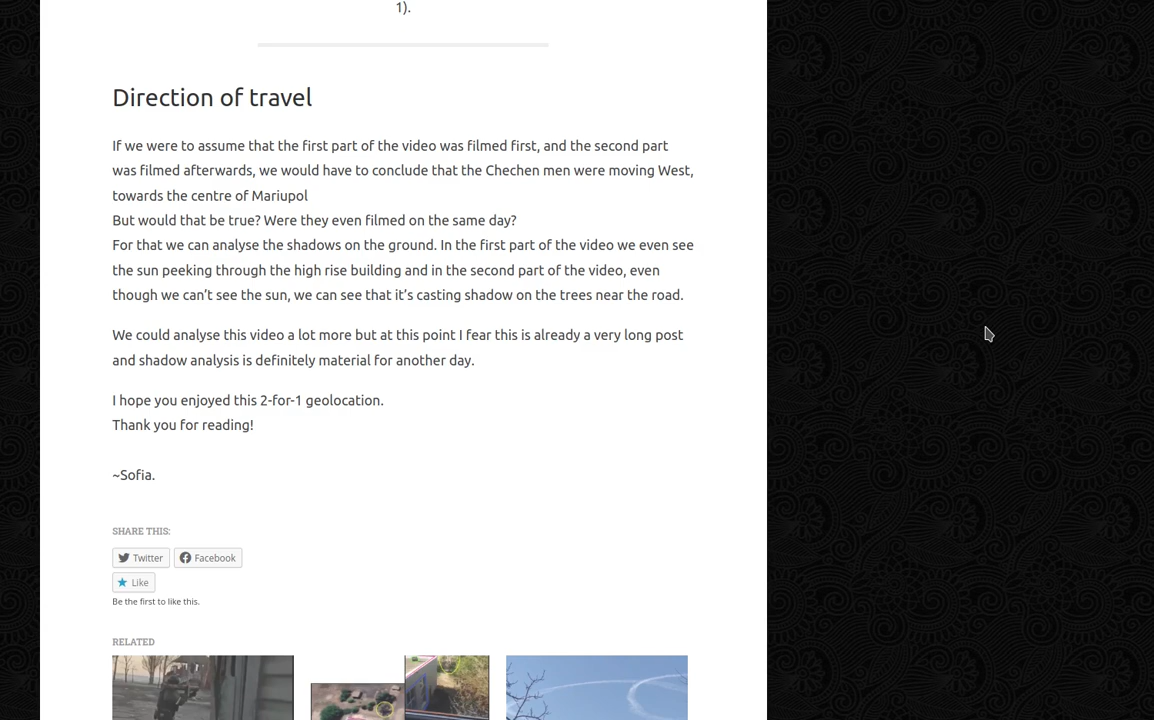 1).
Direction of travel
If we were to assume that the first part of the video was filmed first, and the second part
was filmed afterwards, we would have to conclude that the Chechen men were moving West,
towards the centre of Mariupol
But would that be true? Were they even filmed on the same day?
For that we can analyse the shadows on the ground. In the first part of the video we even see
the sun peeking through the high rise building and in the second part of the video, even
though we can’t see the sun, we can see that it’s casting shadow on the trees near the road.
We could analyse this video a lot more but at this point I fear this is already a very long post
and shadow analysis is definitely material for another day.
I hope you enjoyed this 2-for-1 geolocation.
Thank you for reading!
~Sofia.
SHARE THIS:
Twitter Facebook
Like
Be the first to like this.
RELATED